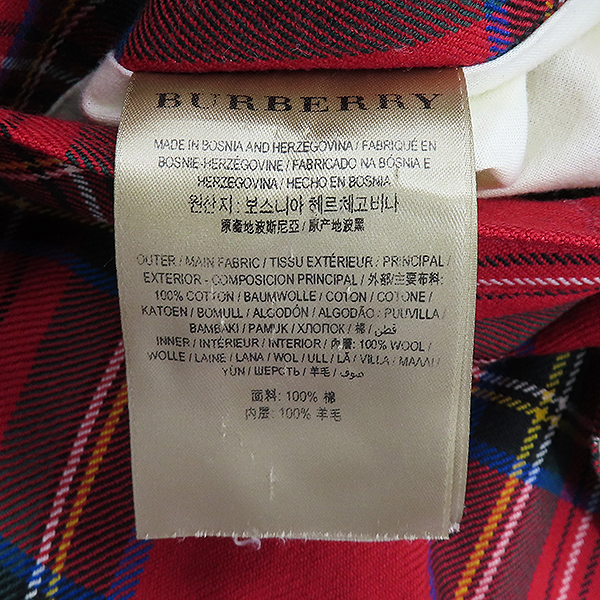 BURBERRY
MADE IN BOSNIA AND HERZEGOVINA / FABRIQUÉ EN
BOSNIE-HERZÉGOVINE / FABRICADO NA BÓSNIA E
HERZEGOVINA / HECHO EN BOSNIA
원산지: 보스니아 헤르체고비나
原產地波斯尼亞 / 原产地波黑
OUTER / MAIN FABRIC / TISSU EXTÉRIEUR / PRINCIPAL /
EXTERIOR - COMPOSICION PRINCIPAL / 外部/主要布料:
100% COTTON / BAUMWOLLE / COTON / COTONE /
KATOEN / BOMULL / ALGODÓN / ALGODÃO / PUUVILLA /
BAMBAKI / PAMUK / ХЛОПОК / 棉 / قطن /
INNER / INTÉRIEUR / INTERIOR / 內層: 100% WOOL /
WOLLE / LAINE / LANA / WOL / ULL / LÃ / VILLA / ΜΑΛΛΙ /
YÜN / ШЕРСТЬ / 羊毛 / صوف /
面料: 100% 棉
内层: 100% 羊毛